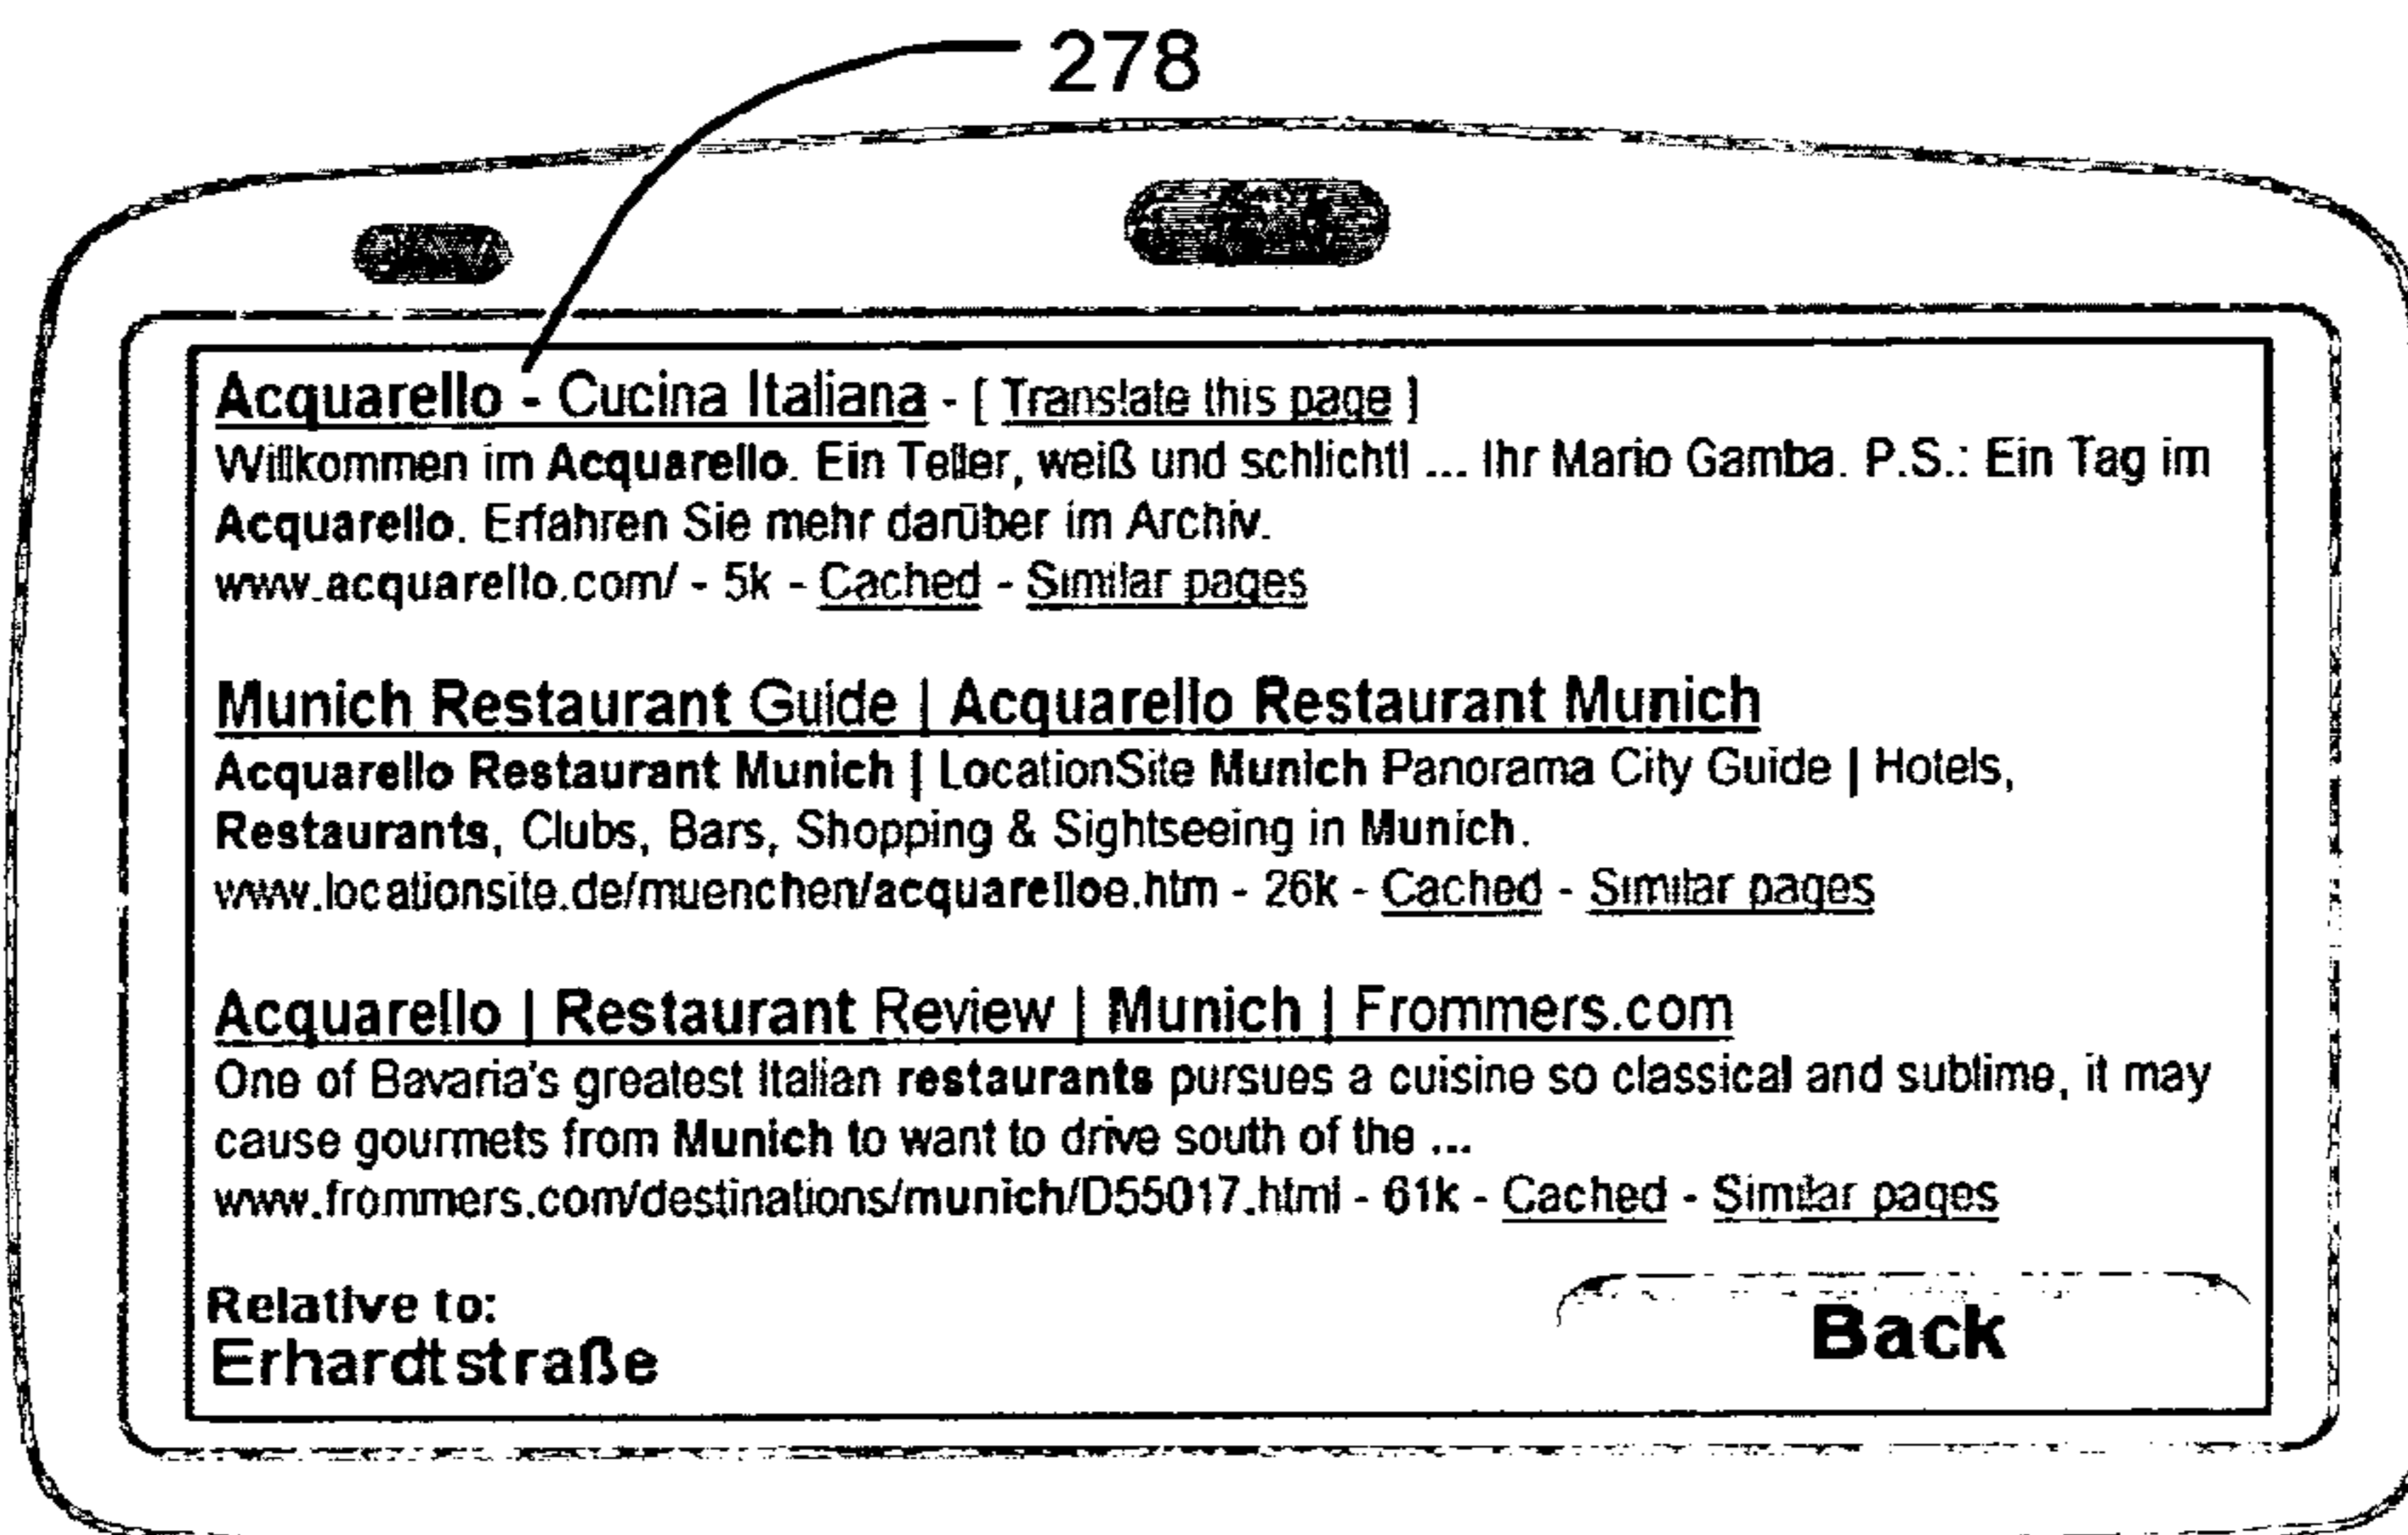 278
Acquarello - Cucina Italiana - [ Translate this page ]
Willkommen im Acquarello. Ein Teller, weiß und schlicht! ... Ihr Mario Gamba. P.S.: Ein Tag im
Acquarello. Erfahren Sie mehr darüber im Archiv.
www.acquarello.com/ - 5k - Cached - Similar pages
Munich Restaurant Guide | Acquarello Restaurant Munich
Acquarello Restaurant Munich | LocationSite Munich Panorama City Guide | Hotels,
Restaurants, Clubs, Bars, Shopping & Sightseeing in Munich.
www.locationsite.de/muenchen/acquarelloe.htm - 26k - Cached - Similar pages
Acquarello | Restaurant Review | Munich | Frommers.com
One of Bavaria's greatest Italian restaurants pursues a cuisine so classical and sublime, it may
cause gourmets from Munich to want to drive south of the ...
www.frommers.com/destinations/munich/D55017.html - 61k - Cached - Similar pages
Relative to:
Erhardtstraße
Back